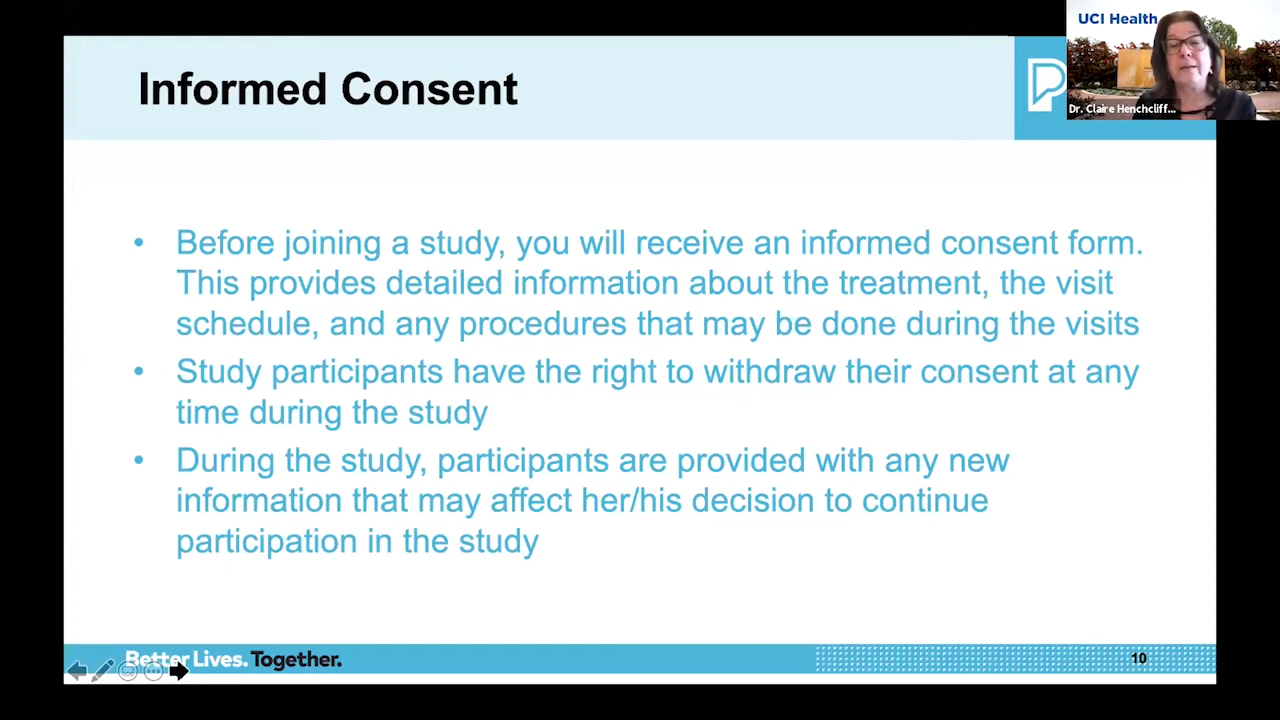 UCI Health
Informed Consent
Dr. Claire Henchcliff...
• Before joining a study, you will receive an informed consent form.
This provides detailed information about the treatment, the visit
schedule, and any procedures that may be done during the visits
• Study participants have the right to withdraw their consent at any
time during the study
• During the study, participants are provided with any new
information that may affect her/his decision to continue
participation in the study
Better Lives. Together.
10